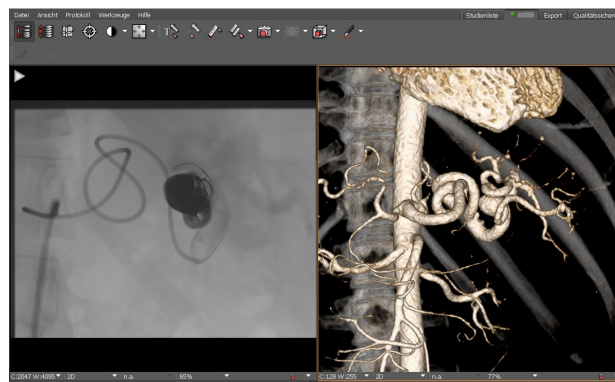 Datei Ansicht Protokoll Werkzeuge Hilfe
Studienliste Export Qualitätssicher
C:2047 W:4095 2D n.a. 65%
C:128 W:255 2D n.a. 77%